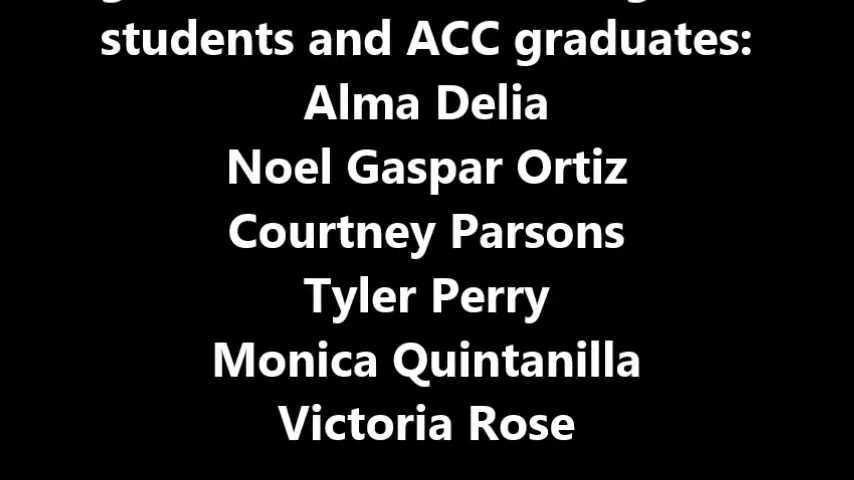 students and ACC graduates:
Alma Delia
Noel Gaspar Ortiz
Courtney Parsons
Tyler Perry
Monica Quintanilla
Victoria Rose